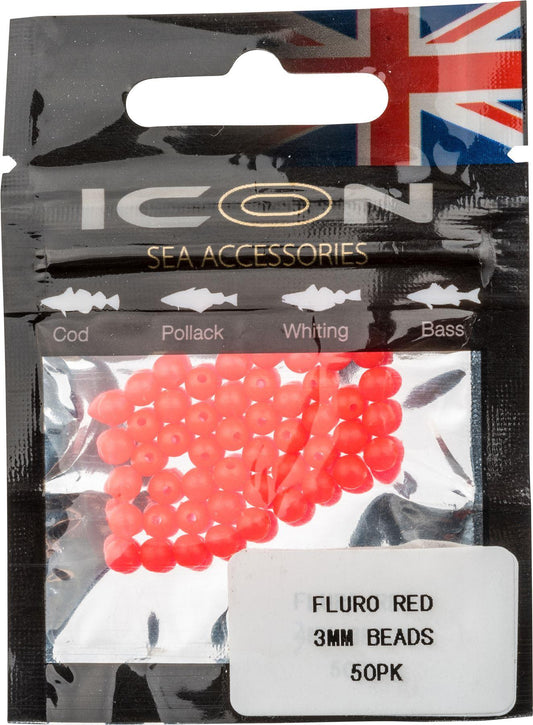 ICON
SEA ACCESSORIES
Cod Pollack Whiting Bass
FLURO RED
3MM BEADS
50PK